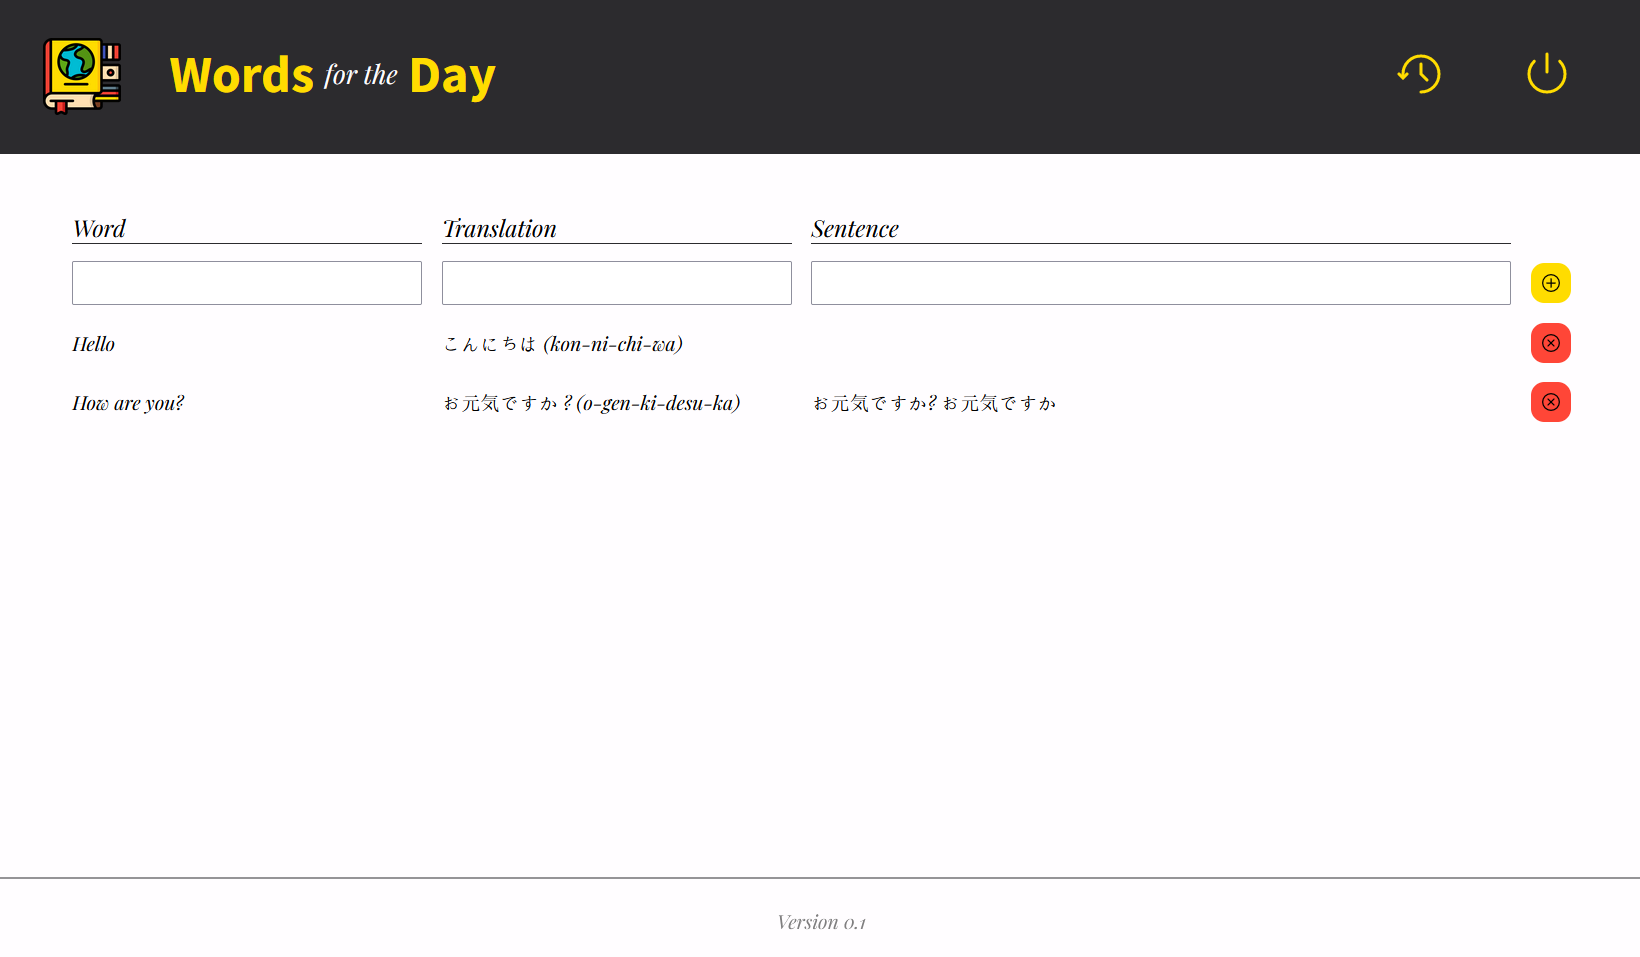 Words for the Day
Word Translation Sentence
Hello こんにちは (kon-ni-chi-wa)
How are you? お元気ですか ? (o-gen-ki-desu-ka) お元気ですか? お元気ですか
Version 0.1